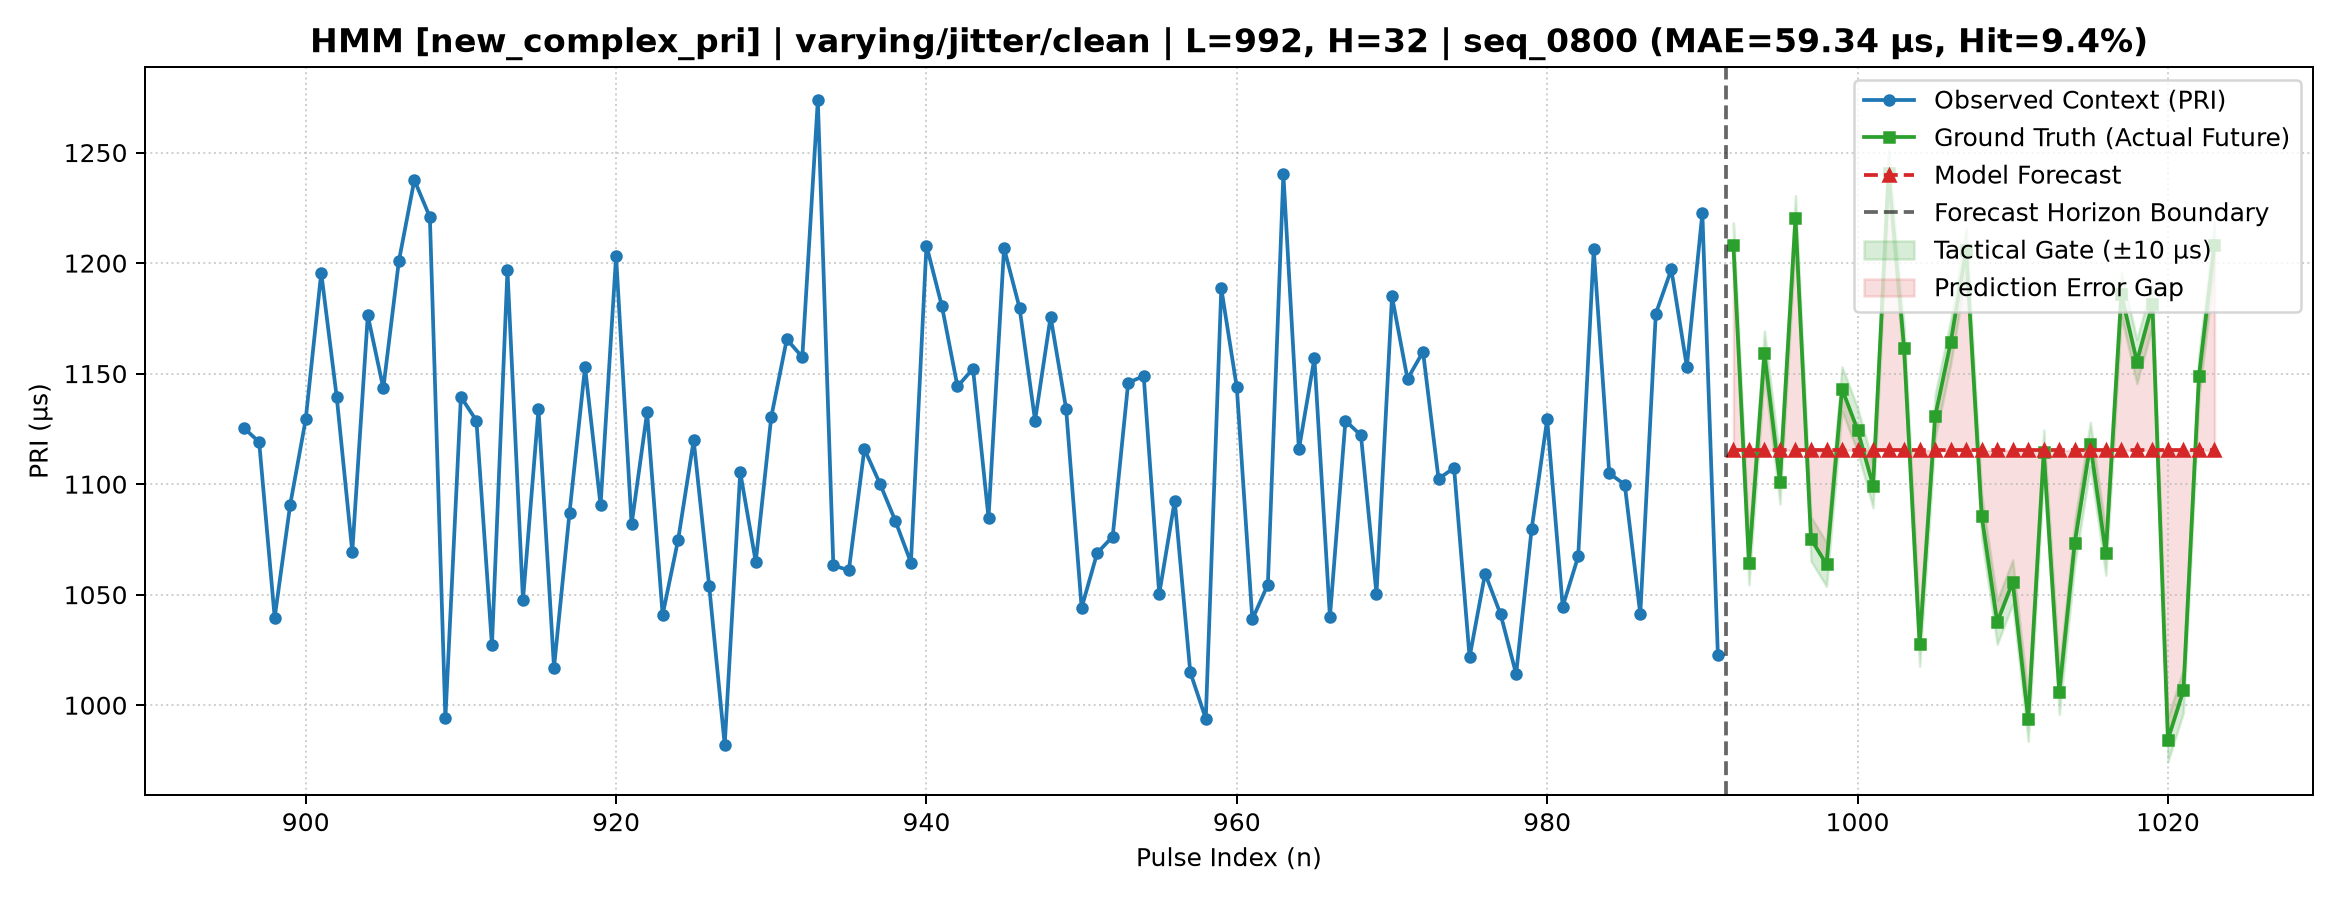 HMM [new_complex_pri] | varying/jitter/clean | L=992, H=32 | seq_0800 (MAE=59.34 µs, Hit=9.4%)
Observed Context (PRI)
Ground Truth (Actual Future)
Model Forecast
Forecast Horizon Boundary
Tactical Gate (±10 µs)
Prediction Error Gap
PRI (µs)
1250
1200
1150
1100
1050
1000
900
920
940
960
980
1000
1020
Pulse Index (n)